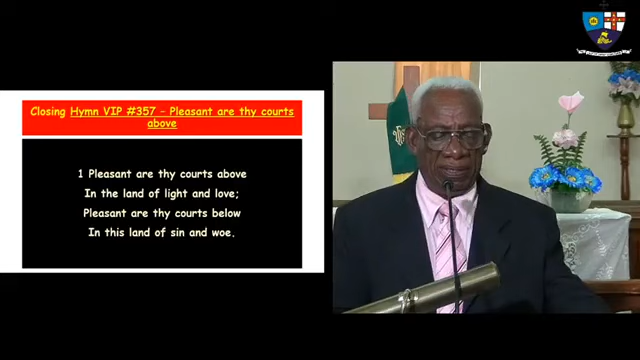 Closing Hymn VIP #357 – Pleasant are thy courts
above
1 Pleasant are thy courts above
In the land of light and love;
Pleasant are thy courts below
In this land of sin and woe.